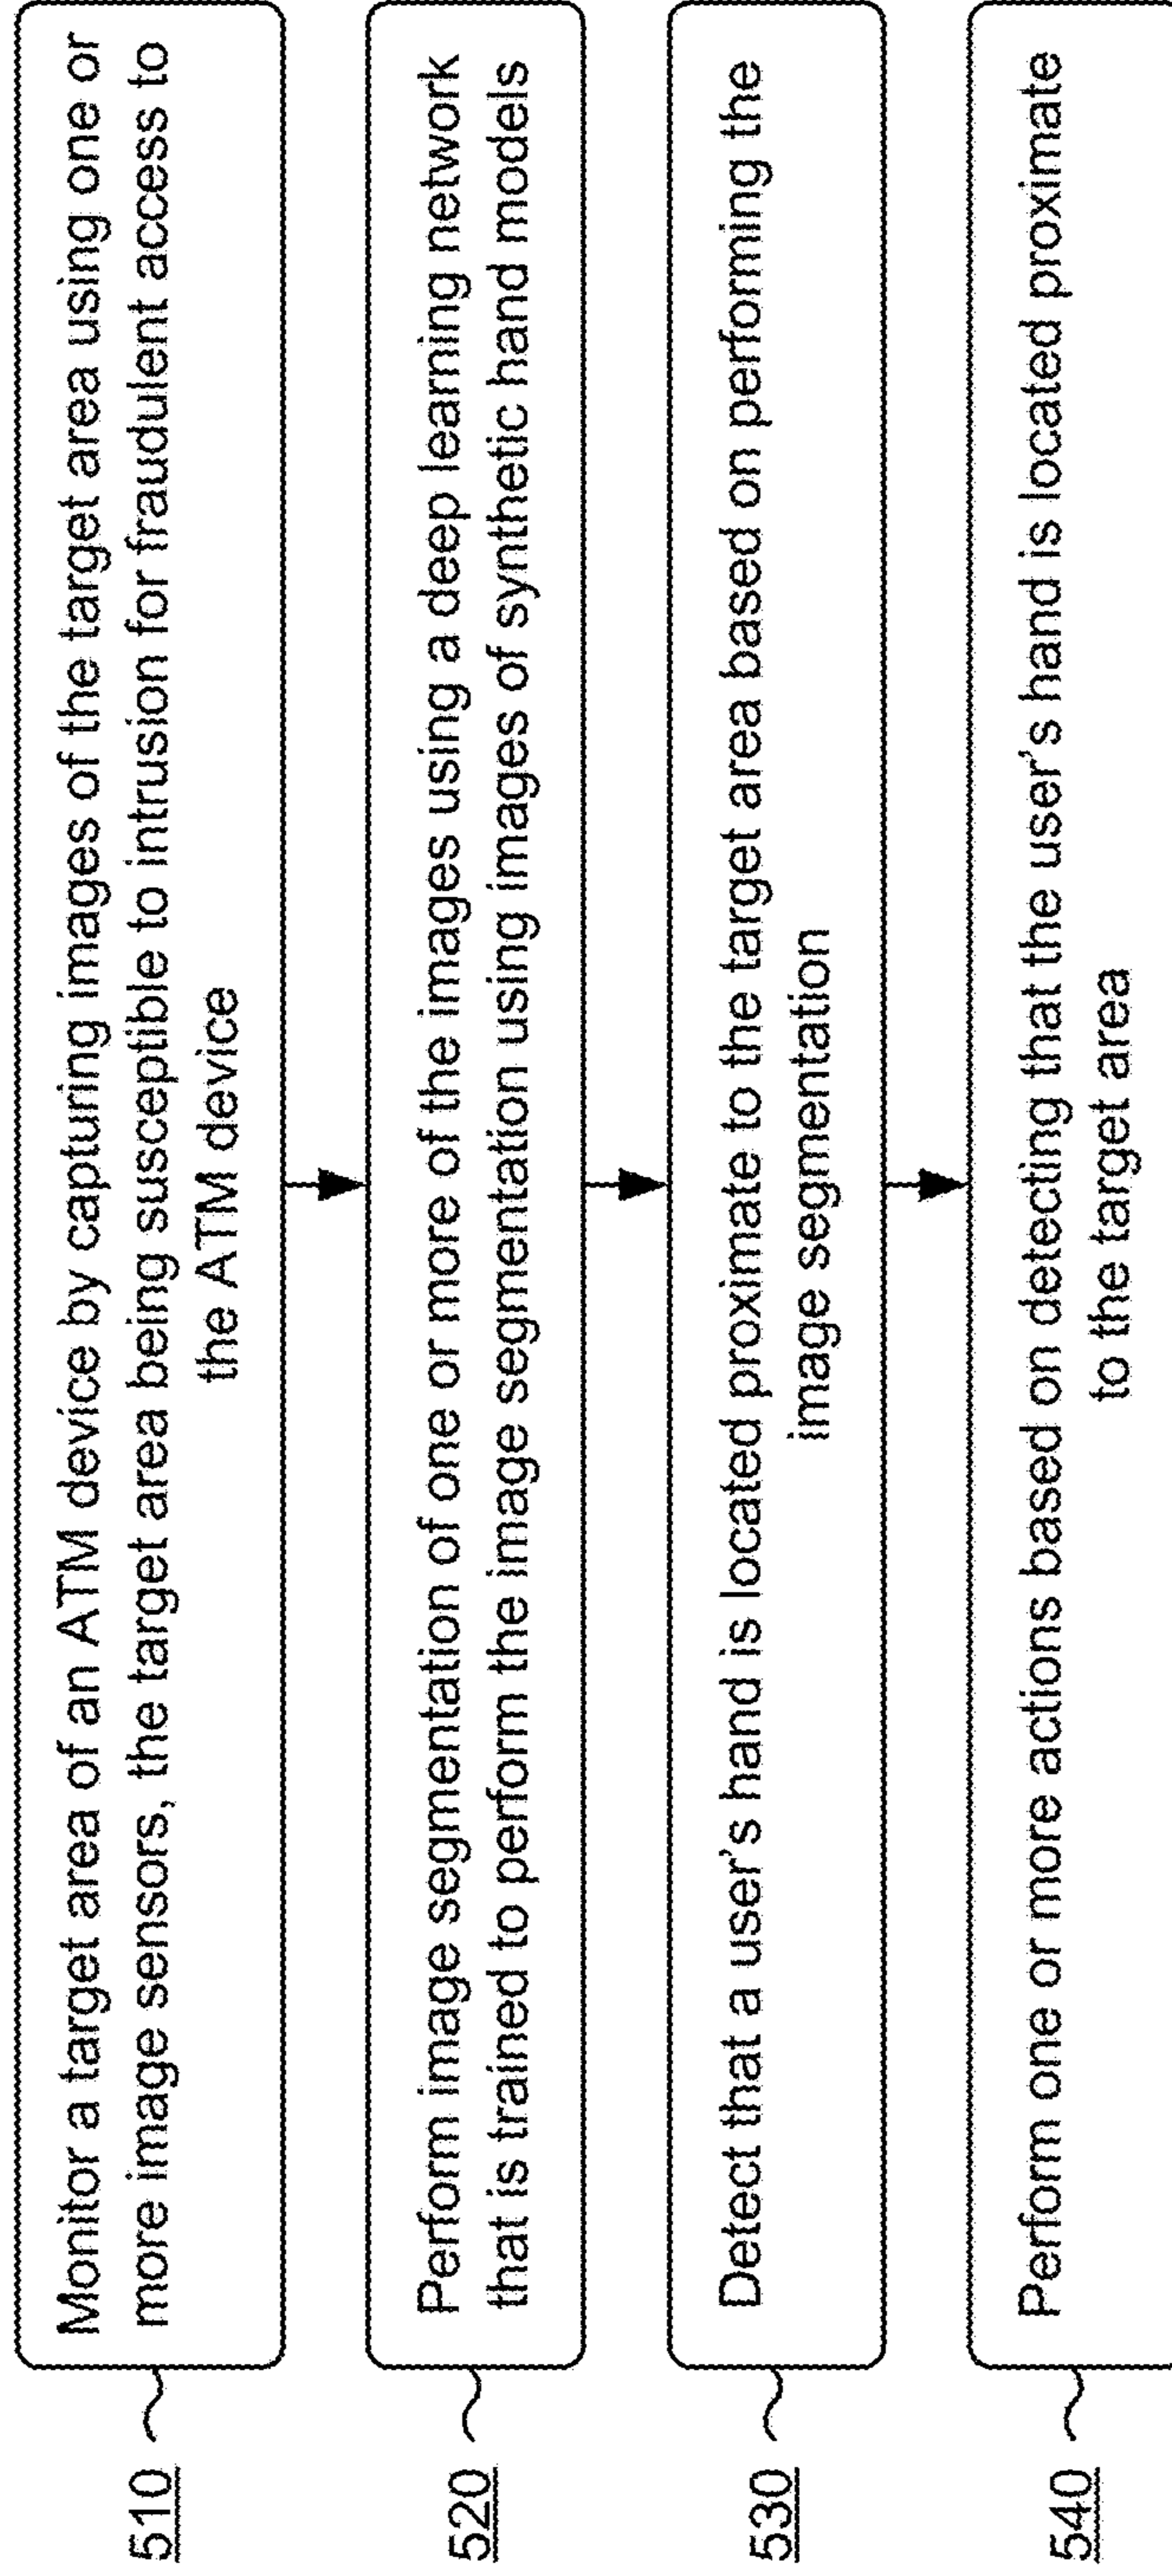 510
Monitor a target area of an ATM device by capturing images of the target area using one or
more image sensors, the target area being susceptible to intrusion for fraudulent access to
the ATM device
520
Perform image segmentation of one or more of the images using a deep learning network
that is trained to perform the image segmentation using images of synthetic hand models
530
Detect that a user's hand is located proximate to the target area based on performing the
image segmentation
540
Perform one or more actions based on detecting that the user's hand is located proximate
to the target area